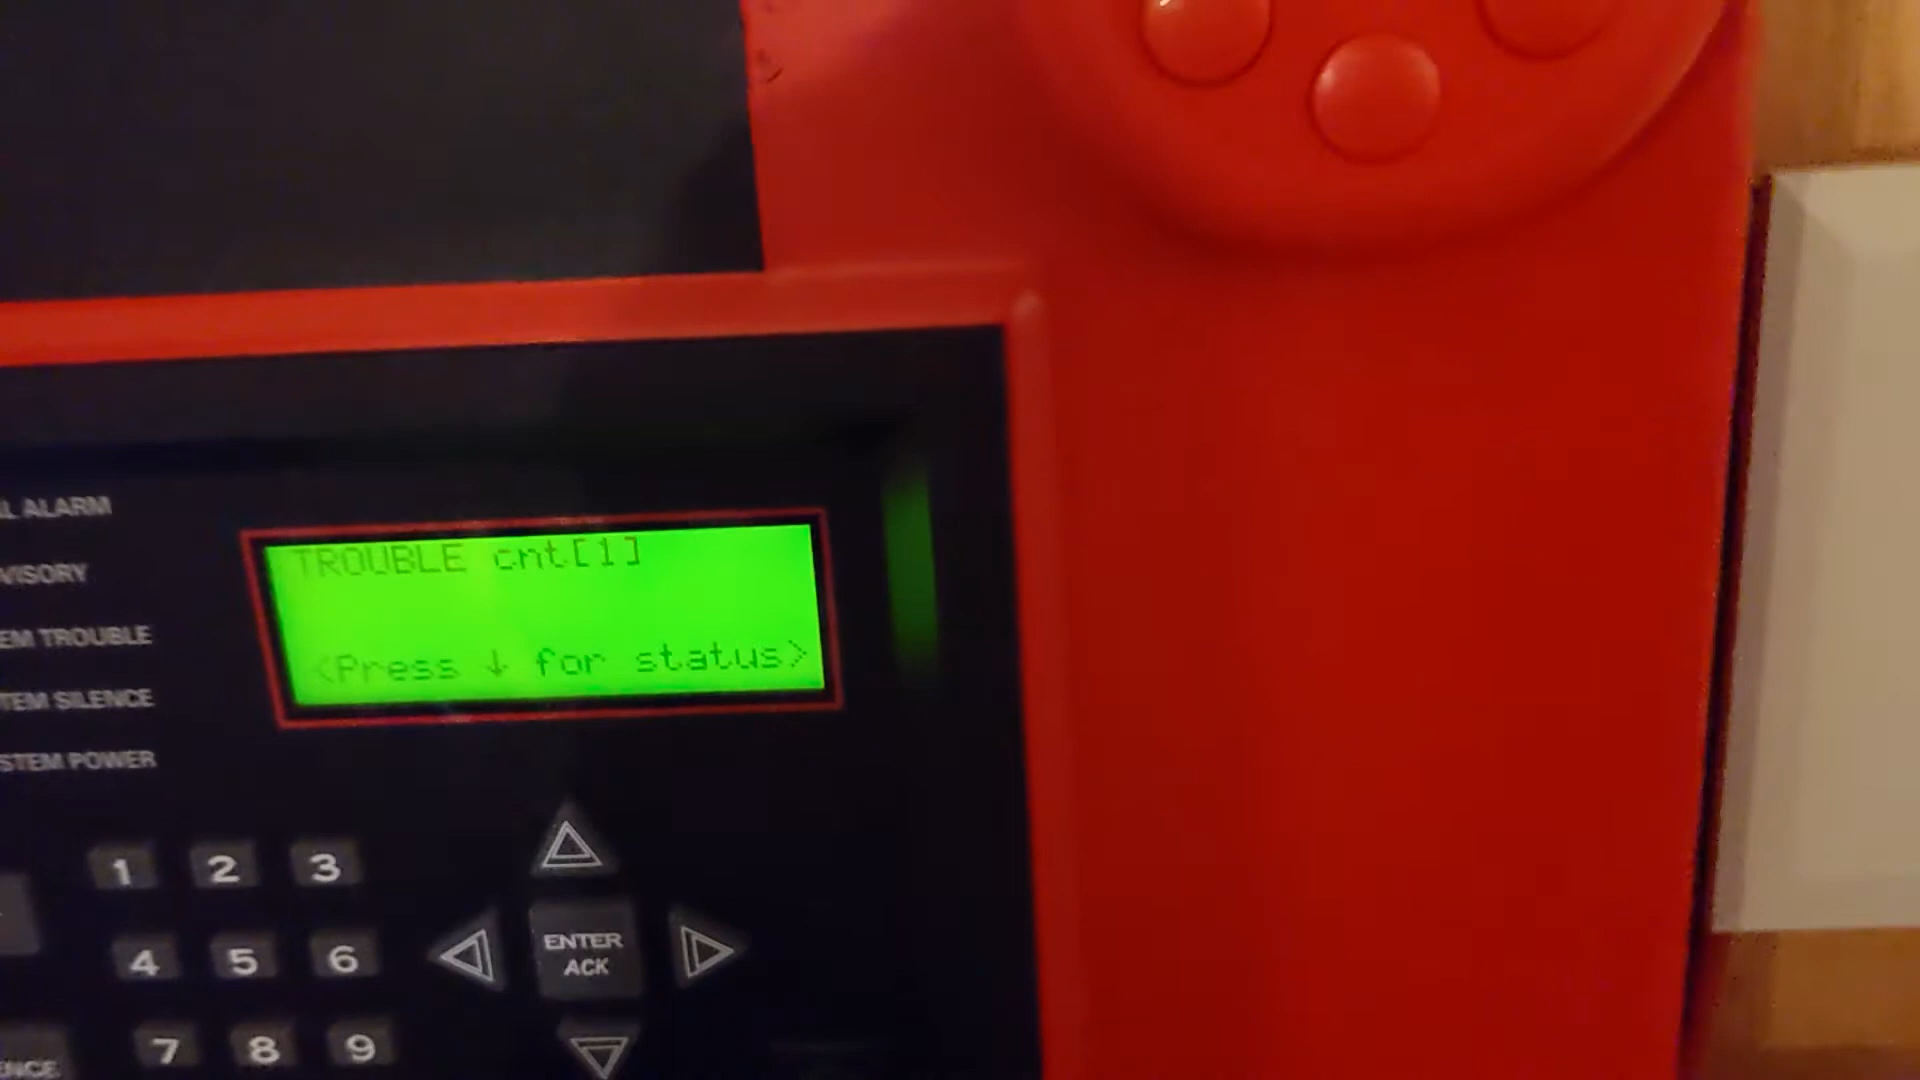 L ALARM
VISORY
EM TROUBLE
TEM SILENCE
STEM POWER
TROUBLE cnt[1]
<Press ↓ for status>
1 2 3
4 5 6
7 8 9
ENTER
ACK
ENCE